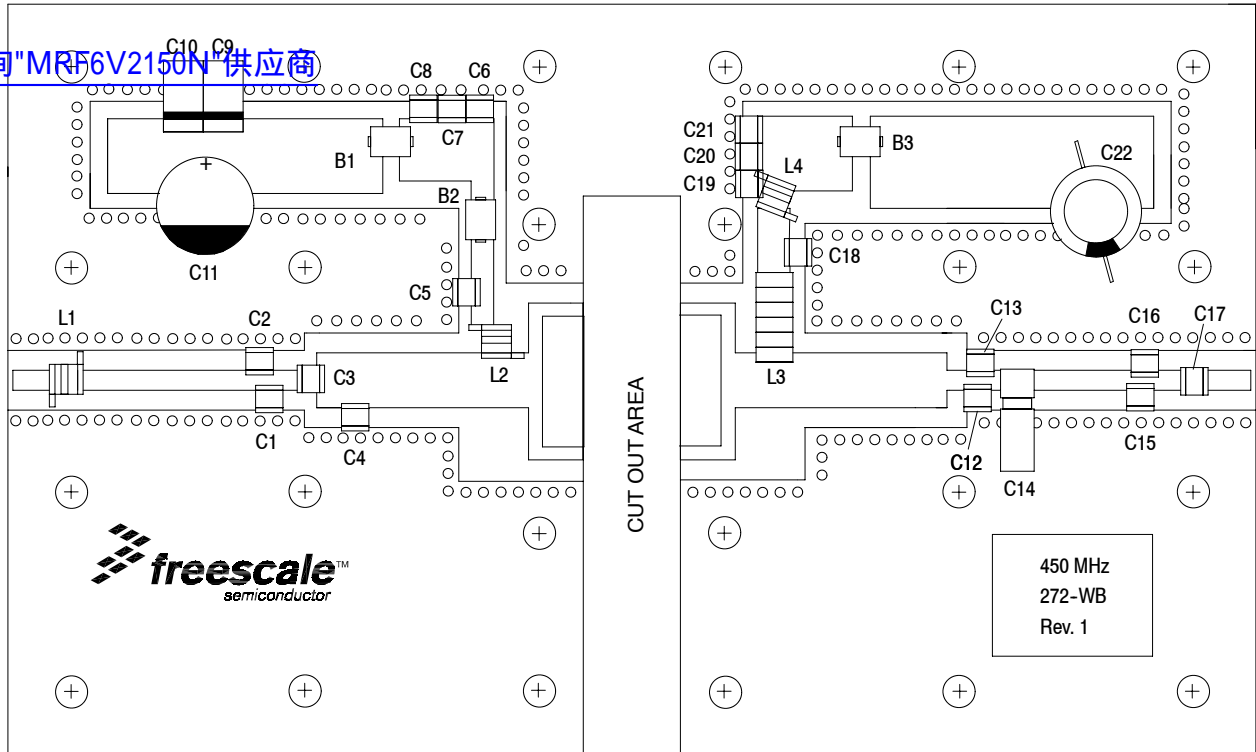 C10 C9
询"MRF6V2150N"供应商
C8 C6
C7
B1
B2
C11
C5
L1
C2
C3
L2
C1
C4
C21
C20
C19
L4
B3
C22
C18
C13
C16
C17
L3
C12
C14
C15
CUT OUT AREA
freescale™
semiconductor
450 MHz
272-WB
Rev. 1
+